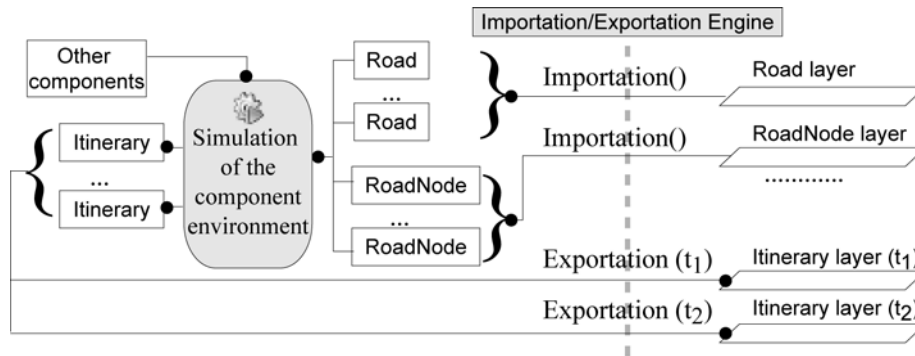 Importation/Exportation Engine
Other
components
Road
...
Road
Importation()
Road layer
Itinerary
...
Itinerary
Simulation
of the
component
environment
RoadNode
...
RoadNode
Importation()
RoadNode layer
............
Exportation (t1)
Itinerary layer (t1)
Exportation (t2)
Itinerary layer (t2)